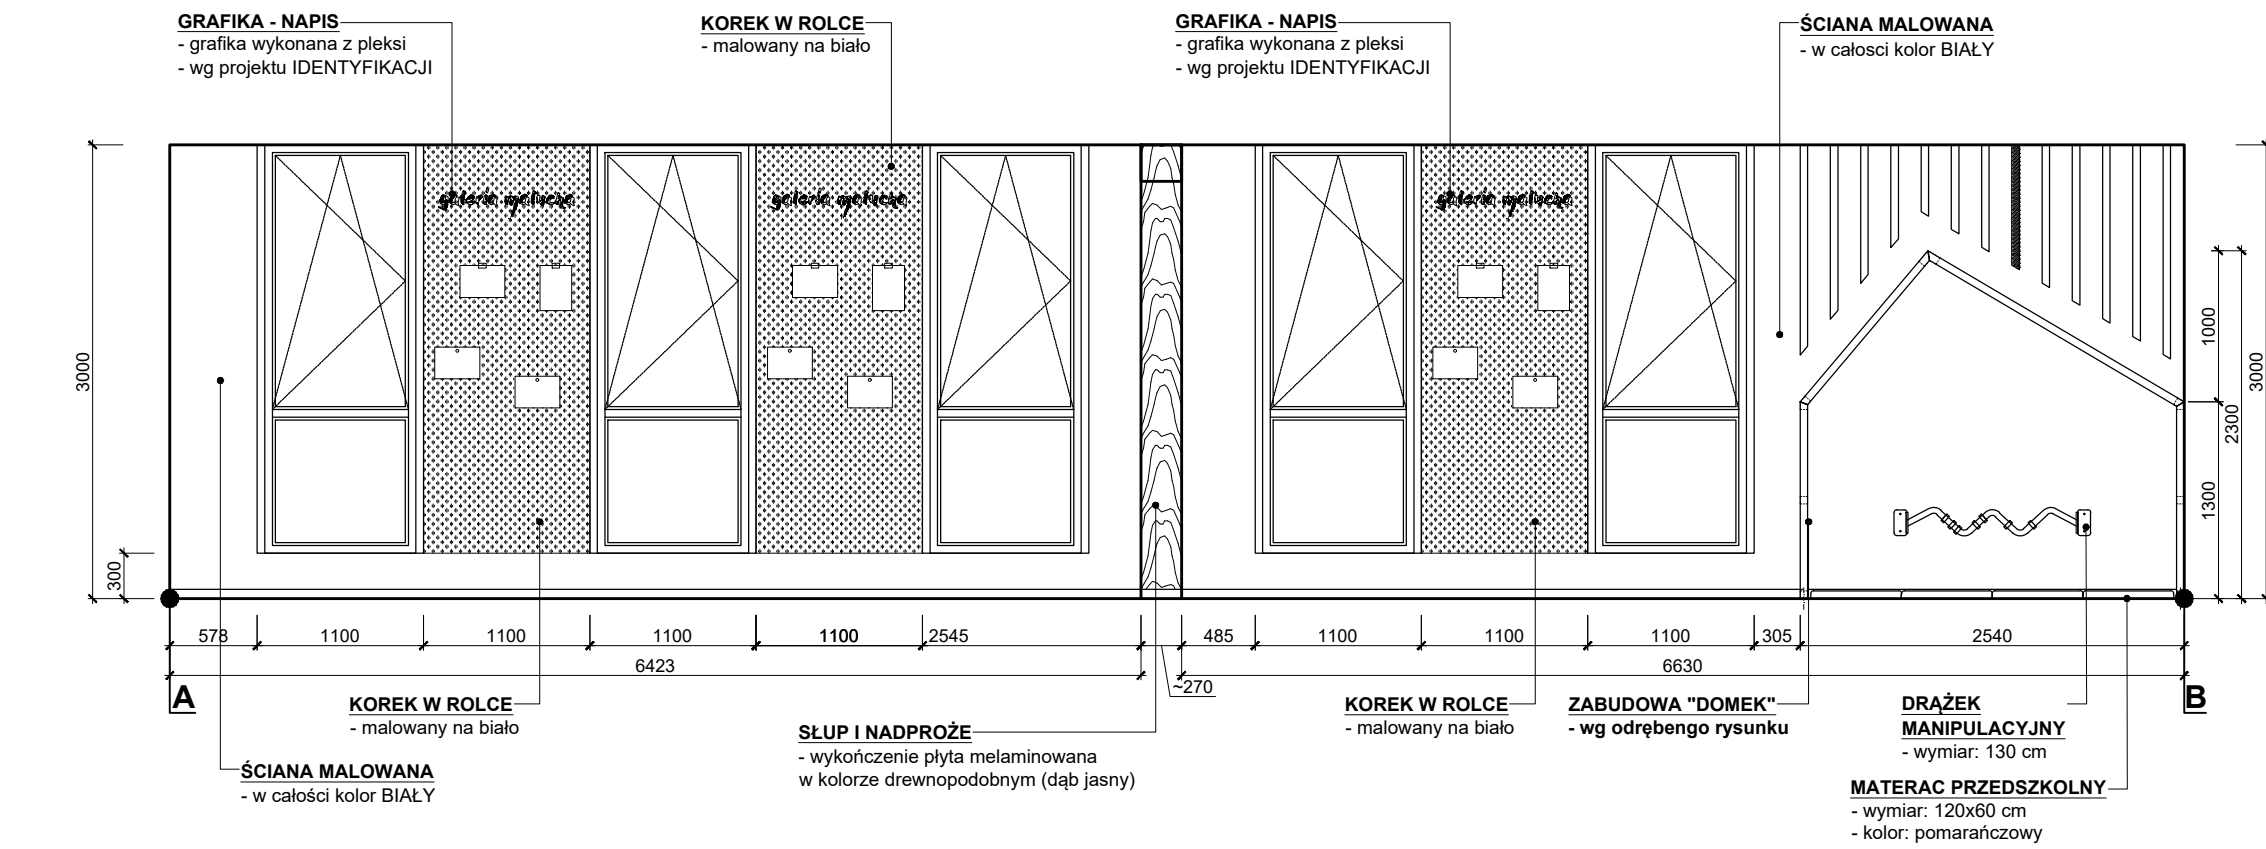 GRAFIKA - NAPIS
- grafika wykonana z pleksi
- wg projektu IDENTYFIKACJI
KOREK W ROLCE
- malowany na biało
GRAFIKA - NAPIS
- grafika wykonana z pleksi
- wg projektu IDENTYFIKACJI
ŚCIANA MALOWANA
- w całosci kolor BIAŁY
galeria malucha
galeria malucha
galeria malucha
3000
300
1000
1300
2300
3000
578
1100
1100
1100
1100
2545
485
1100
1100
1100
305
2540
6423
~270
6630
A
B
KOREK W ROLCE
- malowany na biało
ŚCIANA MALOWANA
- w całości kolor BIAŁY
SŁUP I NADPROŻE
- wykończenie płyta melaminowana
w kolorze drewnopodobnym (dąb jasny)
KOREK W ROLCE
- malowany na biało
ZABUDOWA "DOMEK"
- wg odrębengo rysunku
DRĄŻEK
MANIPULACYJNY
- wymiar: 130 cm
MATERAC PRZEDSZKOLNY
- wymiar: 120x60 cm
- kolor: pomarańczowy